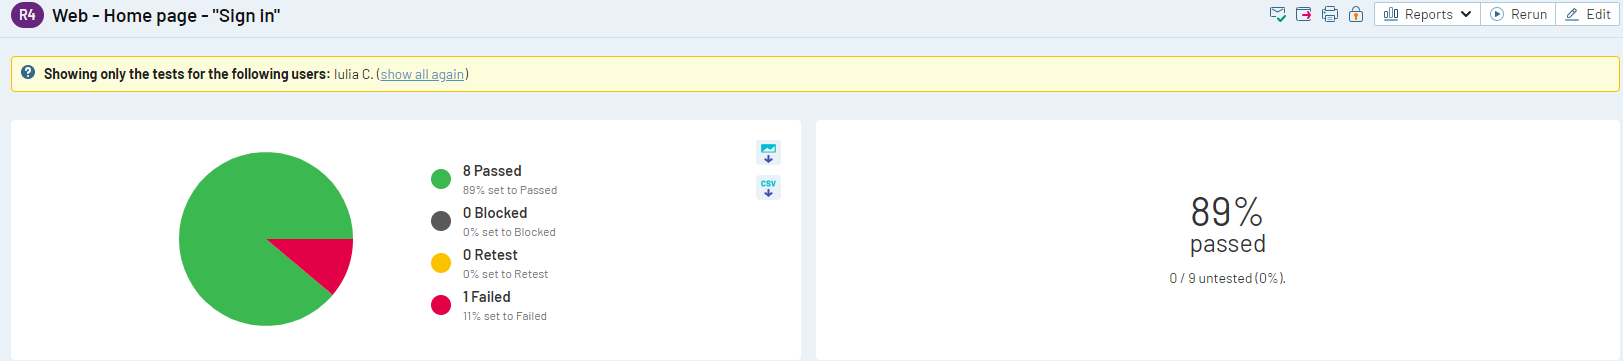 R4 Web - Home page - "Sign in"
Reports Rerun Edit
Showing only the tests for the following users: Iulia C. (show all again)
8 Passed
89% set to Passed
0 Blocked
0% set to Blocked
0 Retest
0% set to Retest
1 Failed
11% set to Failed
CSV
89%
passed
0 / 9 untested (0%).